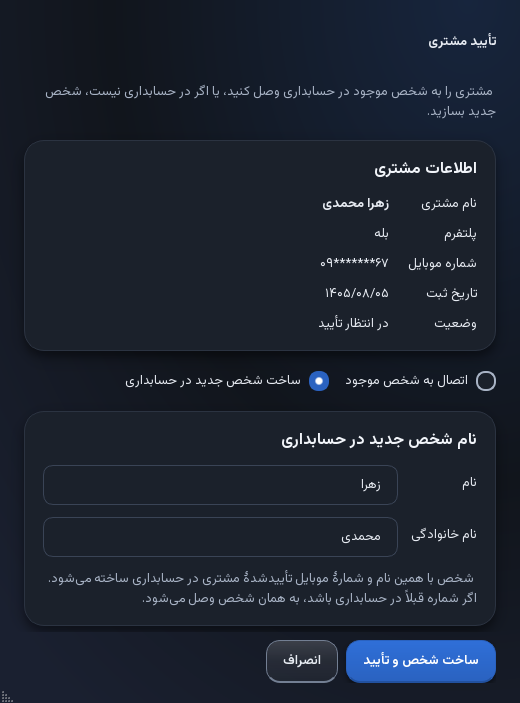 تأیید مشتری
مشتری را به شخص موجود در حسابداری وصل کنید، یا اگر در حسابداری نیست، شخص
جدید بسازید.
اطلاعات مشتری
نام مشتری زهرا محمدی
پلتفرم بله
شماره موبایل ۰۹*******۶۷
تاریخ ثبت ۱۴۰۵/۰۸/۰۵
وضعیت در انتظار تأیید
اتصال به شخص موجود ساخت شخص جدید در حسابداری
نام شخص جدید در حسابداری
نام زهرا
نام خانوادگی محمدی
شخص با همین نام و شمارهٔ موبایل تأییدشدهٔ مشتری در حسابداری ساخته می‌شود.
اگر شماره قبلاً در حسابداری باشد، به همان شخص وصل می‌شود.
ساخت شخص و تأیید انصراف